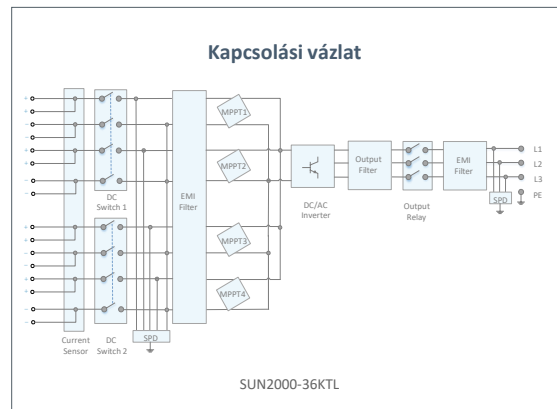 Kapcsolási vázlat
+
+
-
-
+
+
-
-
DC
Switch 1
+
+
-
-
+
+
-
-
Current
Sensor
DC
Switch 2
SPD
EMI
Filter
MPPT1
MPPT2
MPPT3
MPPT4
DC/AC
Inverter
Output
Filter
Output
Relay
EMI
Filter
SPD
L1
L2
L3
PE
SUN2000-36KTL